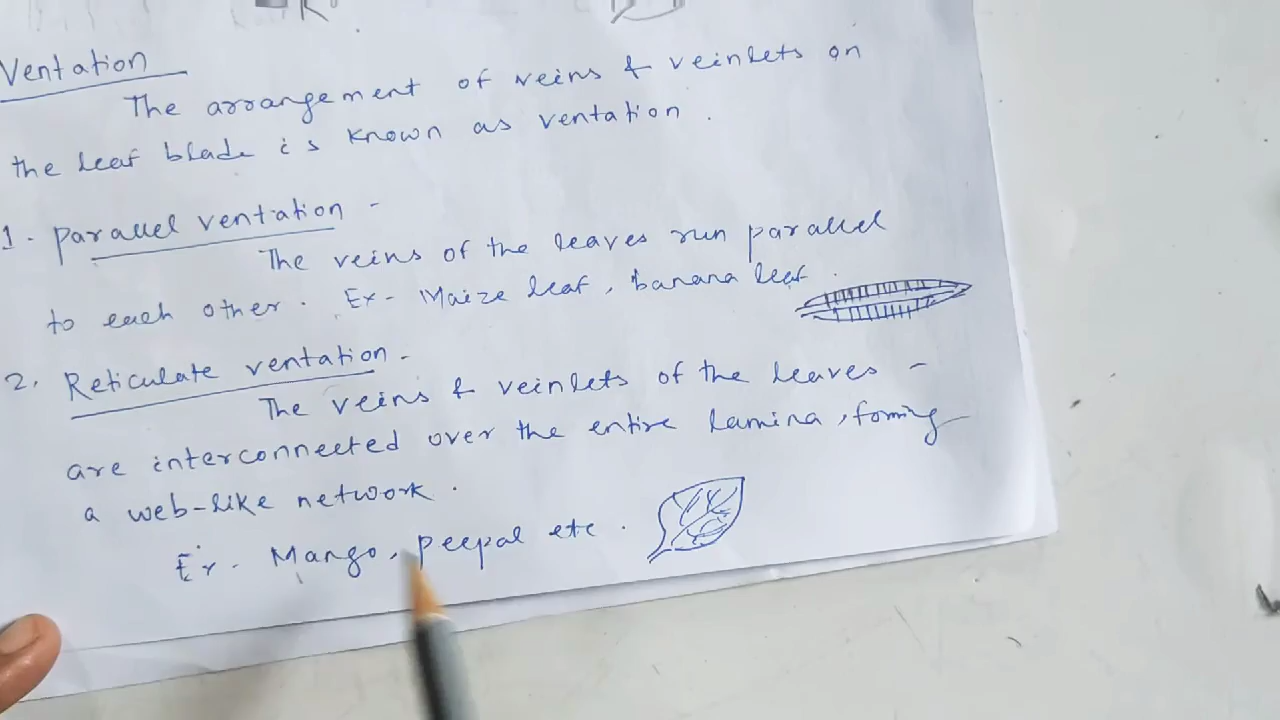 Ventation
The arrangement of veins & veinlets on
the leaf blade is known as ventation.
1. Parallel ventation -
The veins of the leaves run parallel
to each other. Ex- Maize leaf, banana leaf.
2. Reticulate ventation -
The veins & veinlets of the leaves -
are interconnected over the entire lamina, foming
a web-like network.
Ex. Mango, peepal etc.